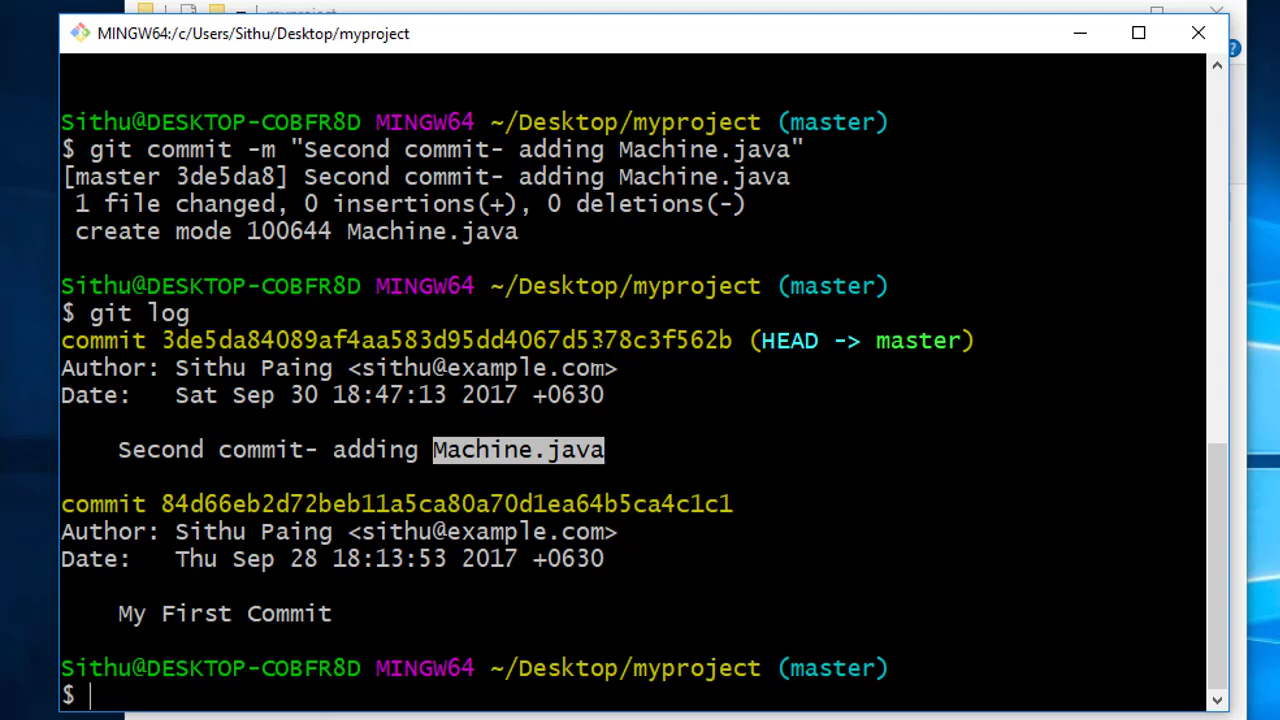 MINGW64:/c/Users/Sithu/Desktop/myproject
Sithu@DESKTOP-COBFR8D MINGW64 ~/Desktop/myproject (master)
$ git commit -m "Second commit- adding Machine.java"
[master 3de5da8] Second commit- adding Machine.java
1 file changed, 0 insertions(+), 0 deletions(-)
create mode 100644 Machine.java
Sithu@DESKTOP-COBFR8D MINGW64 ~/Desktop/myproject (master)
$ git log
commit 3de5da84089af4aa583d95dd4067d5378c3f562b (HEAD -> master)
Author: Sithu Paing <sithu@example.com>
Date:   Sat Sep 30 18:47:13 2017 +0630
Second commit- adding Machine.java
commit 84d66eb2d72beb11a5ca80a70d1ea64b5ca4c1c1
Author: Sithu Paing <sithu@example.com>
Date:   Thu Sep 28 18:13:53 2017 +0630
My First Commit
Sithu@DESKTOP-COBFR8D MINGW64 ~/Desktop/myproject (master)
$